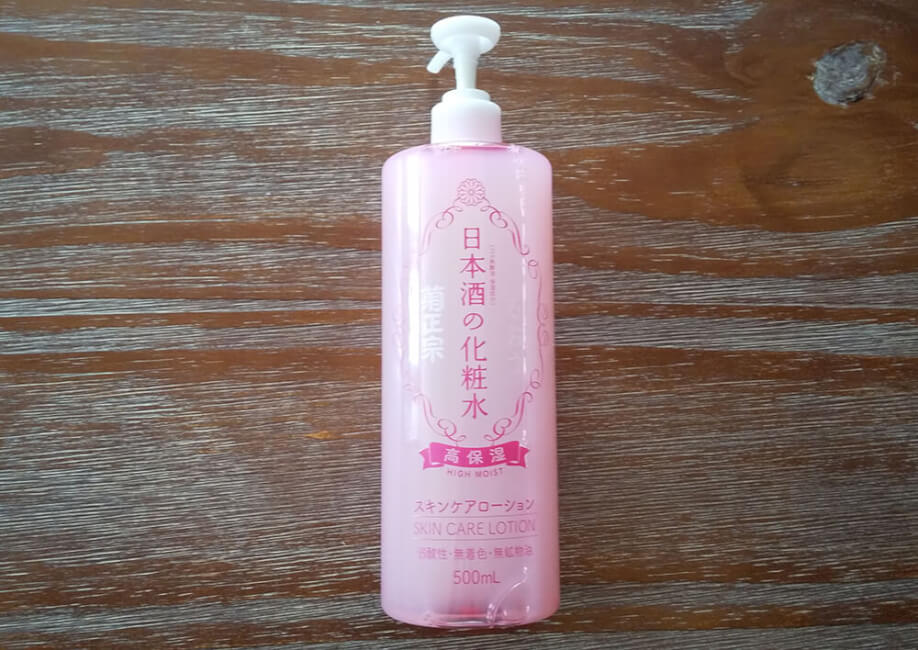 日本酒の化粧水
菊正宗
高保湿
HIGH MOIST
スキンケアローション
SKIN CARE LOTION
弱酸性・無着色・無鉱物油
500mL